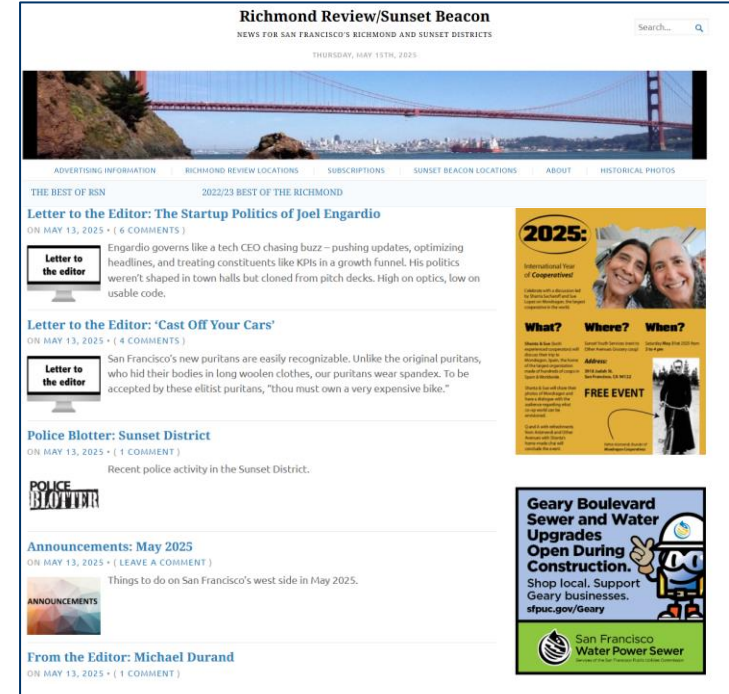 Richmond Review/Sunset Beacon
NEWS FOR SAN FRANCISCO'S RICHMOND AND SUNSET DISTRICTS
Search...
THURSDAY, MAY 15TH, 2025
ADVERTISING INFORMATION
RICHMOND REVIEW LOCATIONS
SUBSCRIPTIONS
SUNSET BEACON LOCATIONS
ABOUT
HISTORICAL PHOTOS
THE BEST OF RSN
2022/23 BEST OF THE RICHMOND
Letter to the Editor: The Startup Politics of Joel Engardio
ON MAY 13, 2025 • ( 6 COMMENTS )
Letter to
the editor
Engardio governs like a tech CEO chasing buzz – pushing updates, optimizing
headlines, and treating constituents like KPIs in a growth funnel. His politics
weren't shaped in town halls but cloned from pitch decks. High on optics, low on
usable code.
Letter to the Editor: ‘Cast Off Your Cars’
ON MAY 13, 2025 • ( 4 COMMENTS )
Letter to
the editor
San Francisco's new puritans are easily recognizable. Unlike the original puritans,
who hid their bodies in long woolen clothes, our puritans wear spandex. To be
accepted by these elitist puritans, “thou must own a very expensive bike.”
Police Blotter: Sunset District
ON MAY 13, 2025 • ( 1 COMMENT )
POLICE
BLOTTER
Recent police activity in the Sunset District.
Announcements: May 2025
ON MAY 13, 2025 • ( LEAVE A COMMENT )
ANNOUNCEMENTS
Things to do on San Francisco's west side in May 2025.
From the Editor: Michael Durand
ON MAY 13, 2025 • ( 1 COMMENT )
2025:
International Year
of Cooperatives!
What?
Where?
When?
Address:
FREE EVENT
Geary Boulevard
Sewer and Water
Upgrades
Open During
Construction.
Shop local. Support
Geary businesses.
sfpuc.gov/Geary
San Francisco
Water Power Sewer
Services of the San Francisco Public Utilities Commission